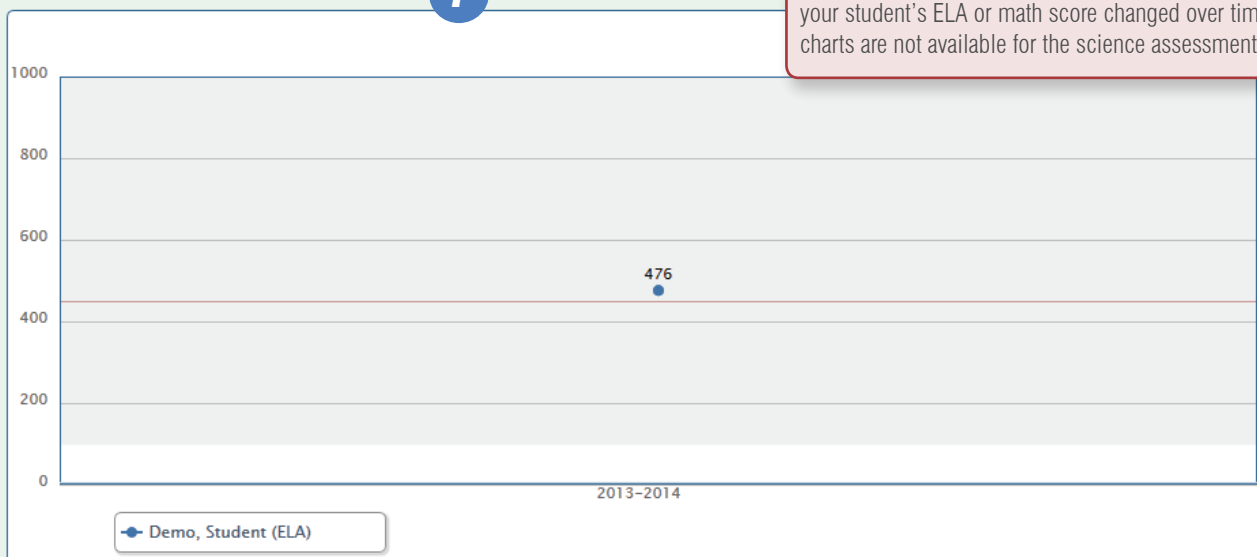 your student's ELA or math score changed over tim
charts are not available for the science assessment
1000
800
600
476
400
200
0
2013-2014
Demo, Student (ELA)